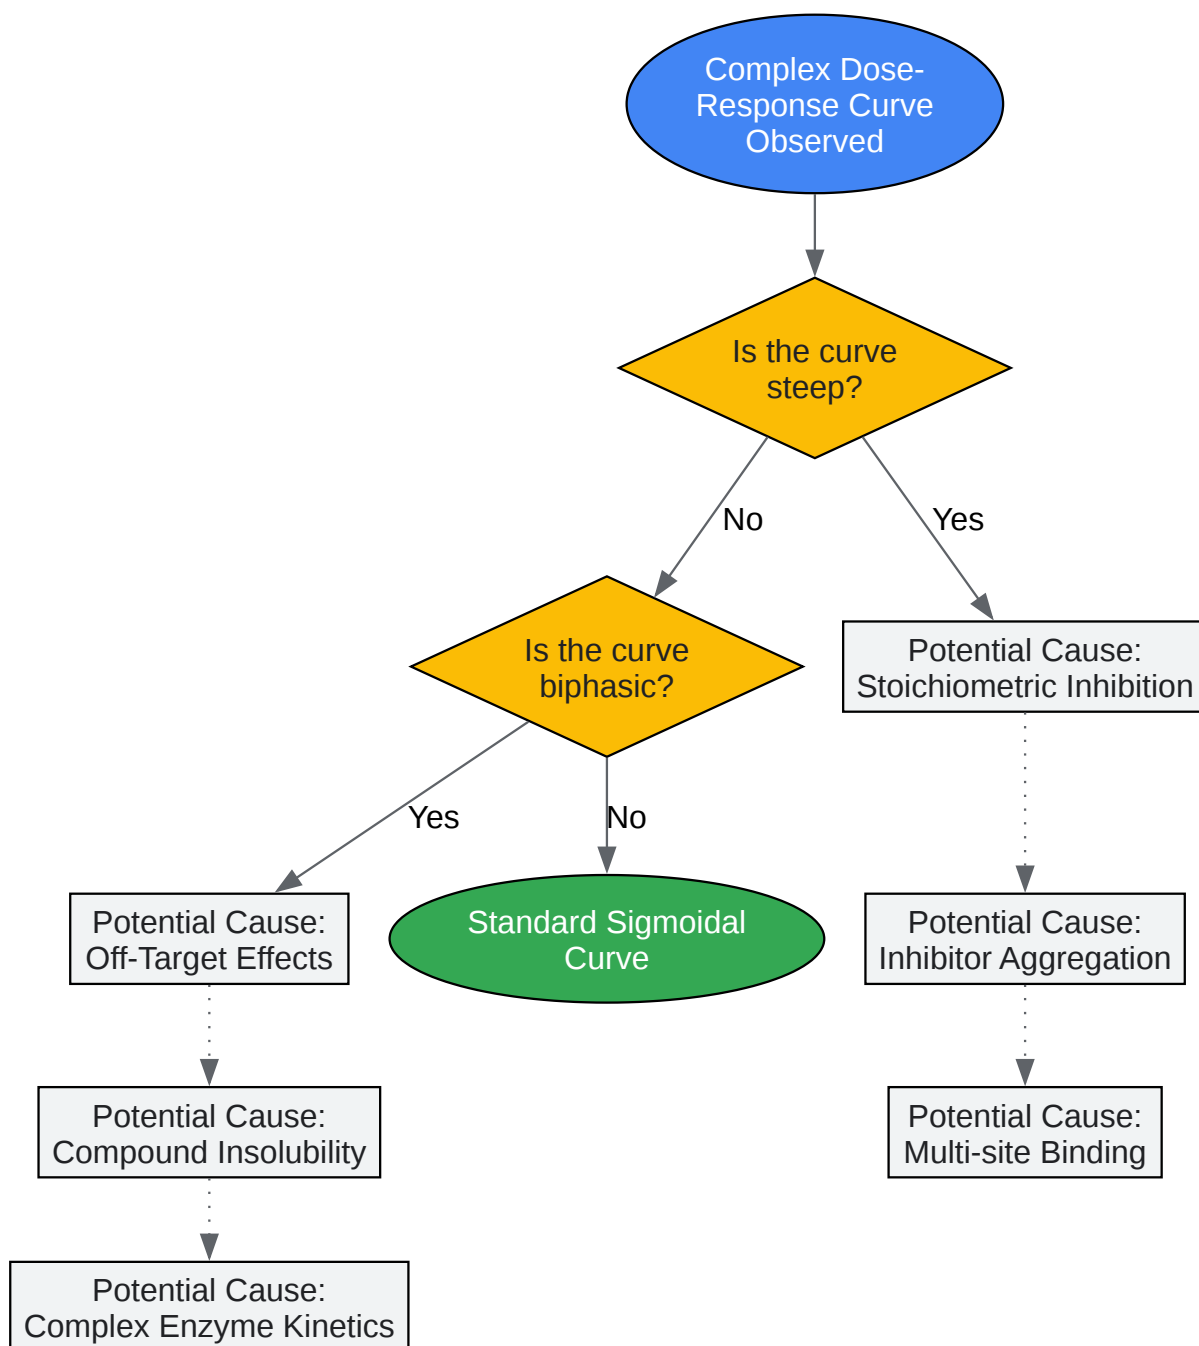 Complex Dose-
Response Curve
Observed
Is the curve
steep?
No
Yes
Is the curve
biphasic?
Potential Cause:
Stoichiometric Inhibition
Yes
No
Potential Cause:
Off-Target Effects
Standard Sigmoidal
Curve
Potential Cause:
Inhibitor Aggregation
Potential Cause:
Compound Insolubility
Potential Cause:
Multi-site Binding
Potential Cause:
Complex Enzyme Kinetics